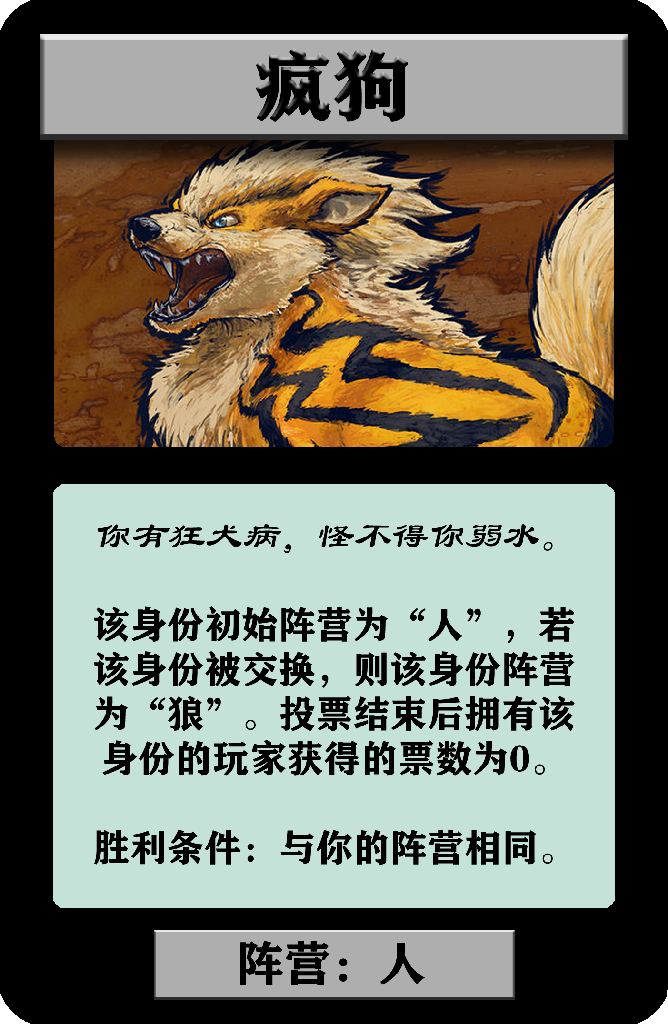 疯狗
你有狂犬病，怪不得你弱水。
该身份初始阵营为“人”，若
该身份被交换，则该身份阵营
为“狼”。投票结束后拥有该
身份的玩家获得的票数为0。
胜利条件：与你的阵营相同。
阵营：人